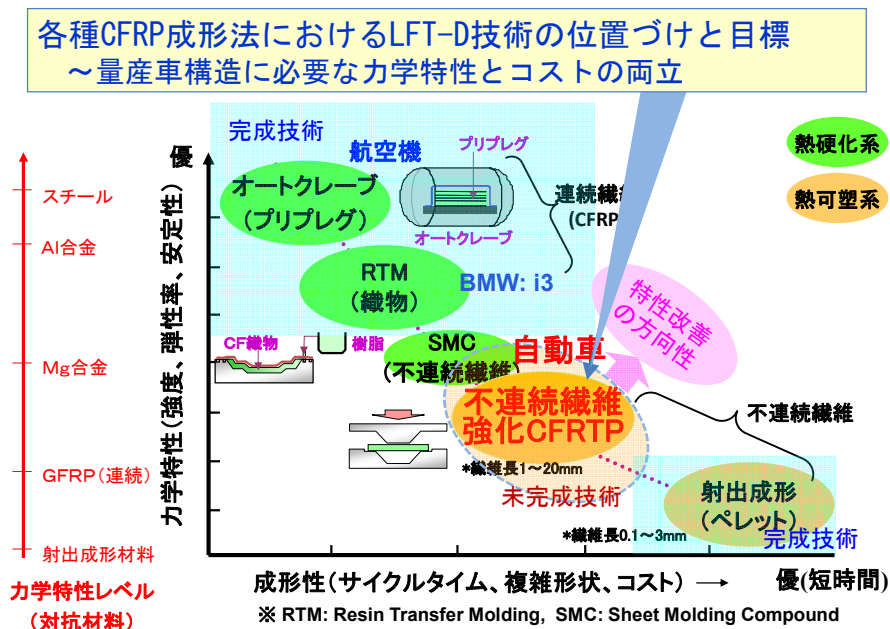 各種CFRP成形法におけるLFT-D技術の位置づけと目標
～量産車構造に必要な力学特性とコストの両立
完成技術
航空機
プリプレグ
熱硬化系
熱可塑系
優
オートクレーブ
(プリプレグ)
オートクレーブ
連続繊維
(CFRP
スチール
Al合金
Mg合金
GFRP(連続)
射出成形材料
力学特性レベル
(対抗材料)
力学特性(強度、弾性率、安定性)
RTM
(織物)
BMW: i3
特性改善
の方向性
CF織物
樹脂
SMC
(不連続繊維)
自動車
不連続繊維
強化CFRTP
*繊維長1～20mm
未完成技術
不連続繊維
射出成形
(ペレット)
*繊維長0.1～3mm
完成技術
成形性(サイクルタイム、複雑形状、コスト) → 優(短時間)
※ RTM: Resin Transfer Molding, SMC: Sheet Molding Compound